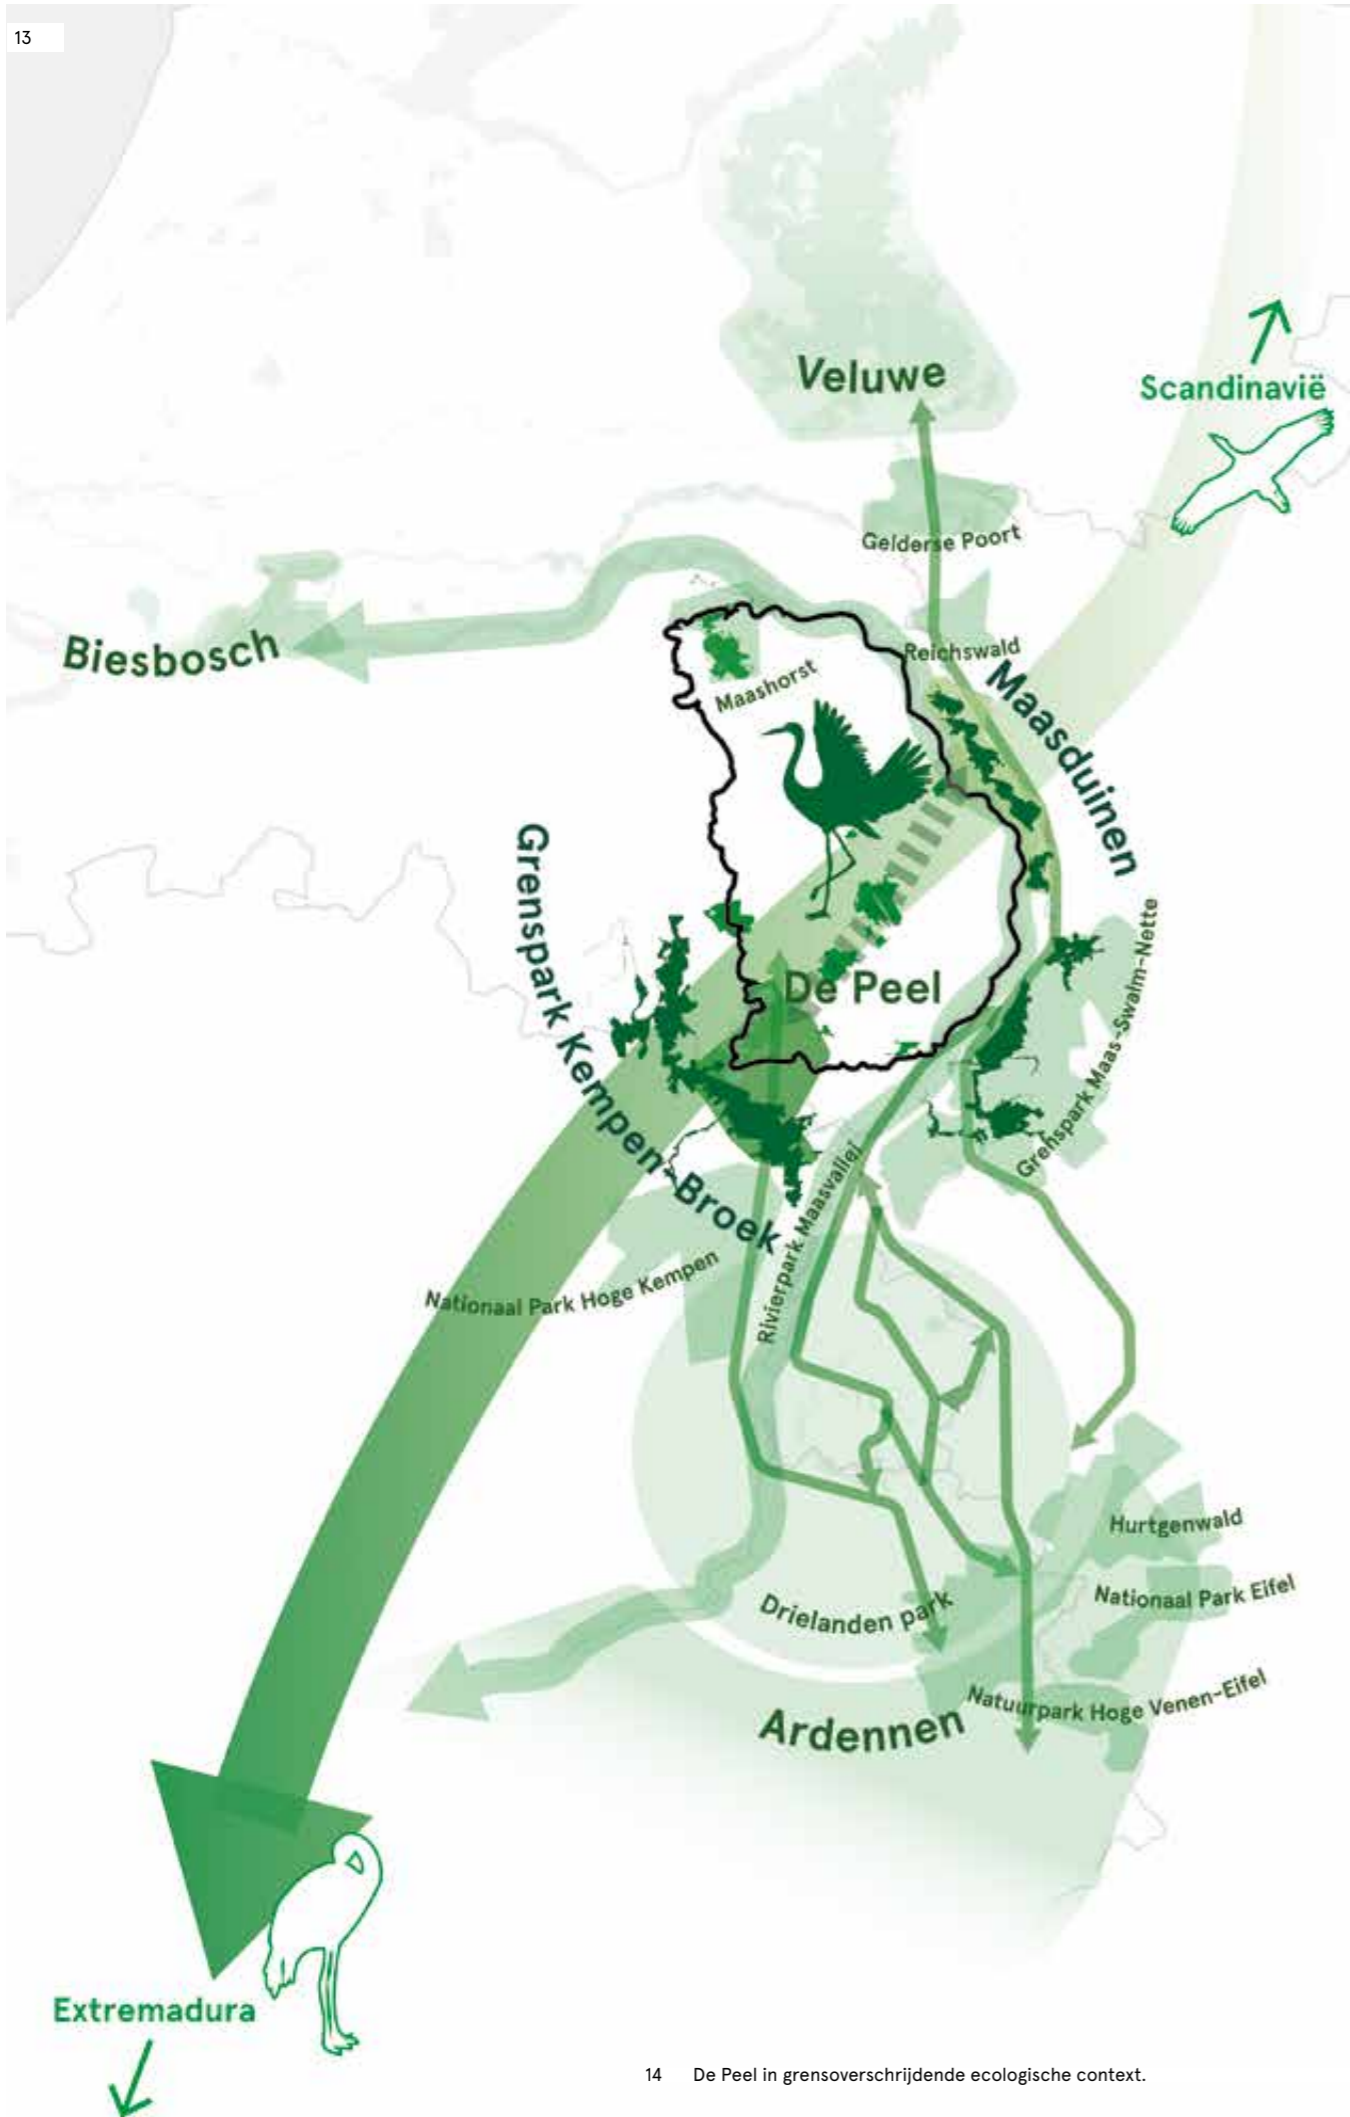 13
Veluwe
Scandinavië
Gelderse Poort
Biesbosch
Reichswald
Maashorst
Maasduinen
Grenspark Kempen-Broek
De Peel
Grenspark Maas-Swalm-Nette
Rivierpark Maasvallei
Nationaal Park Hoge Kempen
Hurtgenwald
Nationaal Park Eifel
Drielanden park
Natuurpark Hoge Venen-Eifel
Ardennen
Extremadura
14 De Peel in grensoverschrijdende ecologische context.